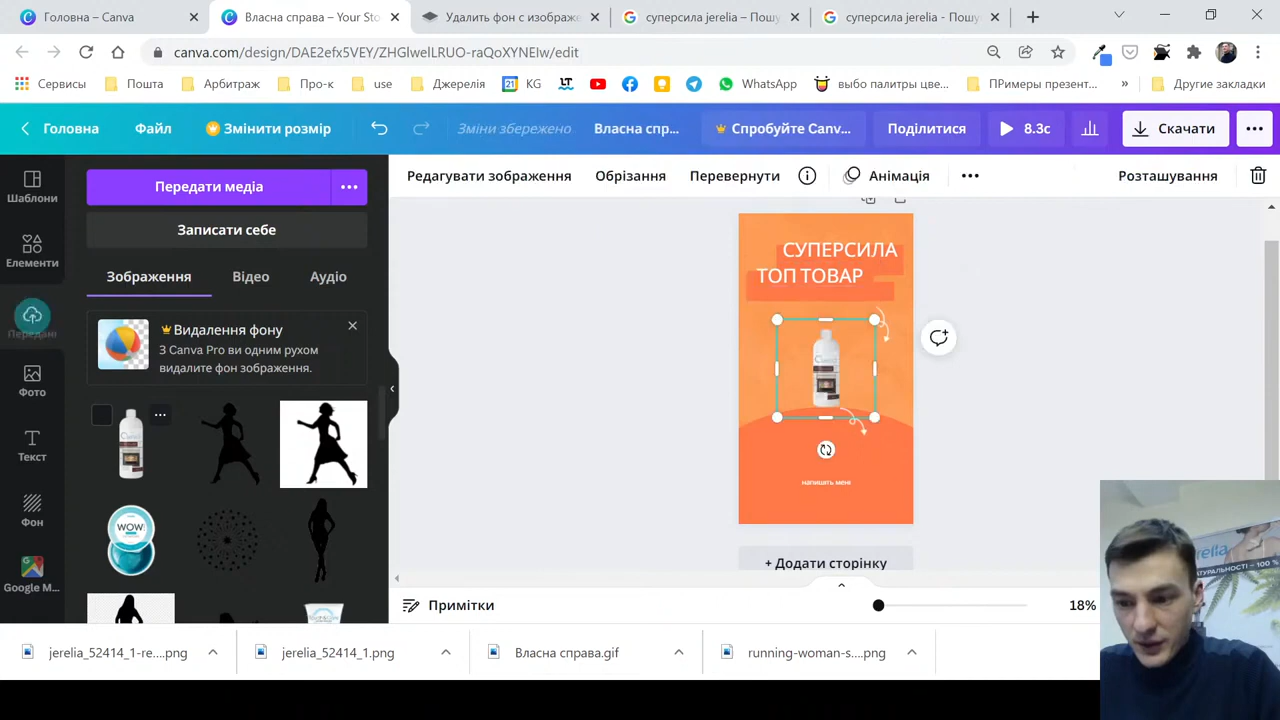 Головна – Canva
Власна справа – Your Sto
Удалить фон с изображе
суперсила jerelia – Пошу
суперсила jerelia - Пошу
canva.com/design/DAE2efx5VEY/ZHGlwelLRUO-raQoXYNEIw/edit
Сервисы
Пошта
Арбитраж
Про-к
use
Джерелія
21
KG
LT
WhatsApp
выбо палитры цве...
ПРимеры презент...
»
Другие закладки
Головна
Файл
Змінити розмір
Зміни збережено
Власна спр...
Спробуйте Canv...
Поділитися
8.3с
Скачати
Шаблони
Елементи
Передані
Фото
Текст
Фон
Google M...
Передати медіа
Записати себе
Зображення
Відео
Аудіо
Видалення фону
З Canva Pro ви одним рухом
видалите фон зображення.
WOW!
Редагувати зображення
Обрізання
Перевернути
Анімація
Розташування
СУПЕРСИЛА
ТОП ТОВАР
напишіть мені
+ Додати сторінку
Примітки
18%
jerelia_52414_1-re....png
jerelia_52414_1.png
Власна справа.gif
running-woman-s....png
НАТУРАЛЬНОСТІ – 100 %